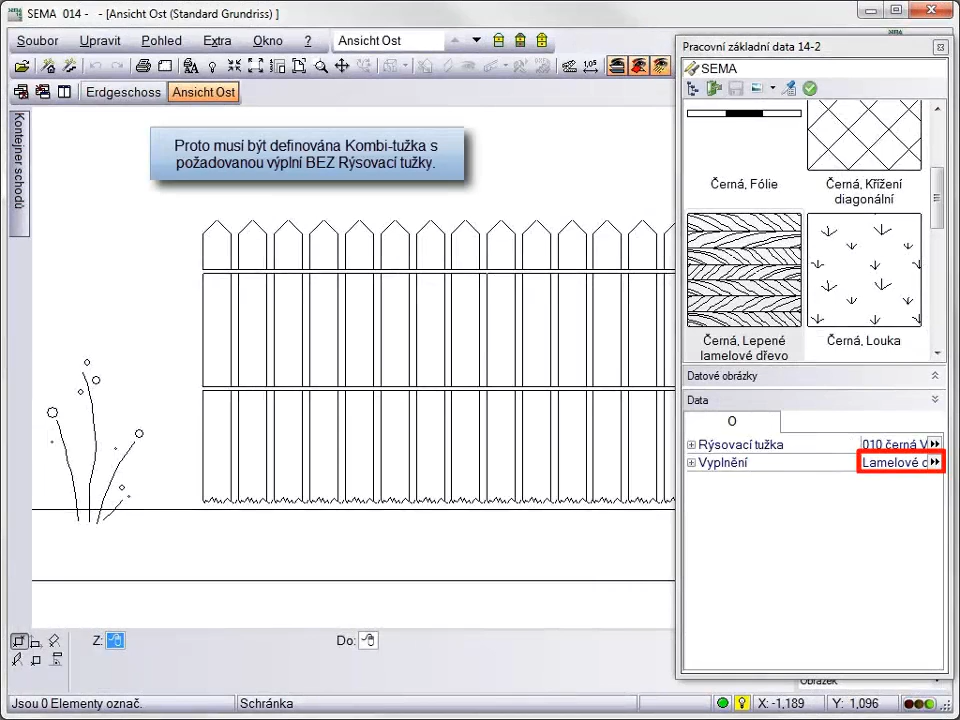 SEMA 014 - - [Ansicht Ost (Standard Grundriss) ]
Soubor Upravit Pohled Extra Okno ? Ansicht Ost
Erdgeschoss Ansicht Ost
Kontejner schodů
Proto musí být definována Kombi-tužka s
požadovanou výplní BEZ Rýsovací tužky.
Pracovní základní data 14-2
SEMA
Černá, Fólie
Černá, Křížení
diagonální
Černá, Lepené
lamelové dřevo
Černá, Louka
Datové obrázky
Data
O
Rýsovací tužka 010 černá V
Vyplnění Lamelové
Obrázek
Z: Do:
Jsou 0 Elementy označ. Schránka X: -1,189 Y: 1,096